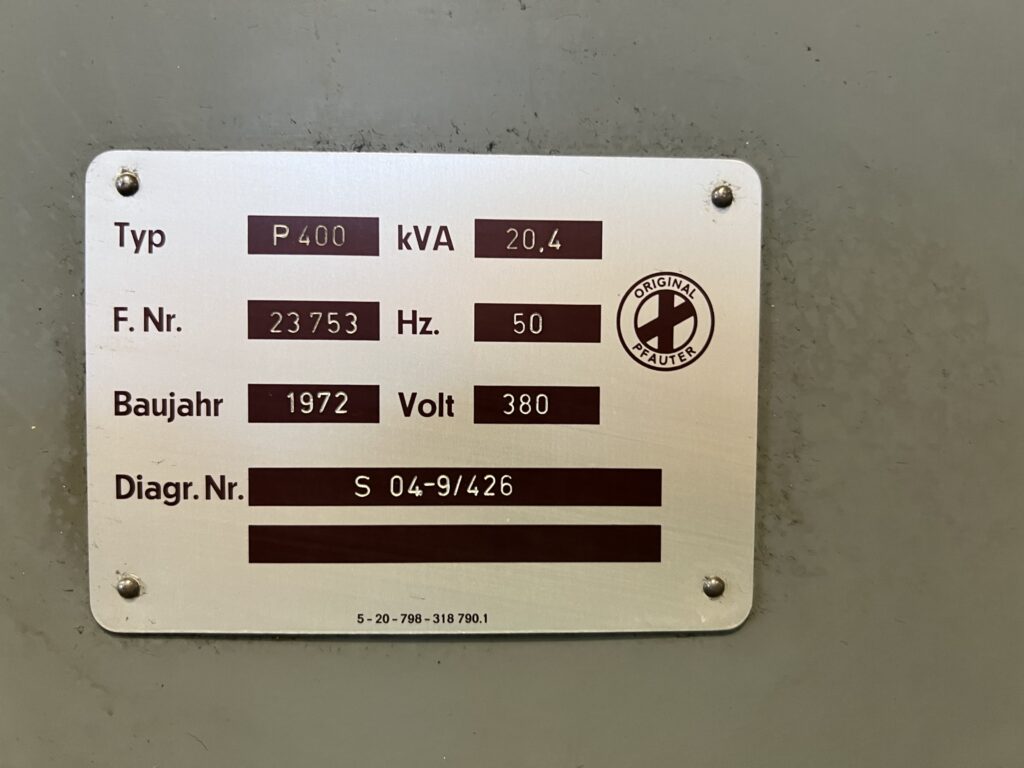 Typ P 400 kVA 20,4
F. Nr. 23 753 Hz. 50
ORIGINAL
PFAUTER
Baujahr 1972 Volt 380
Diagr. Nr. S 04-9/426
5-20-798-318 790.1